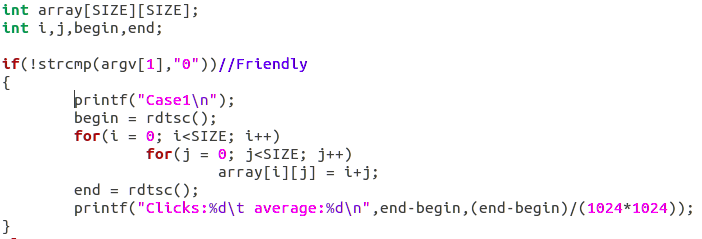 int array[SIZE][SIZE];
int i,j,begin,end;
if(!strcmp(argv[1],"0"))//Friendly
{
printf("Case1\n");
begin = rdtsc();
for(i = 0; i<SIZE; i++)
for(j = 0; j<SIZE; j++)
array[i][j] = i+j;
end = rdtsc();
printf("Clicks:%d\t average:%d\n",end-begin,(end-begin)/(1024*1024));
}